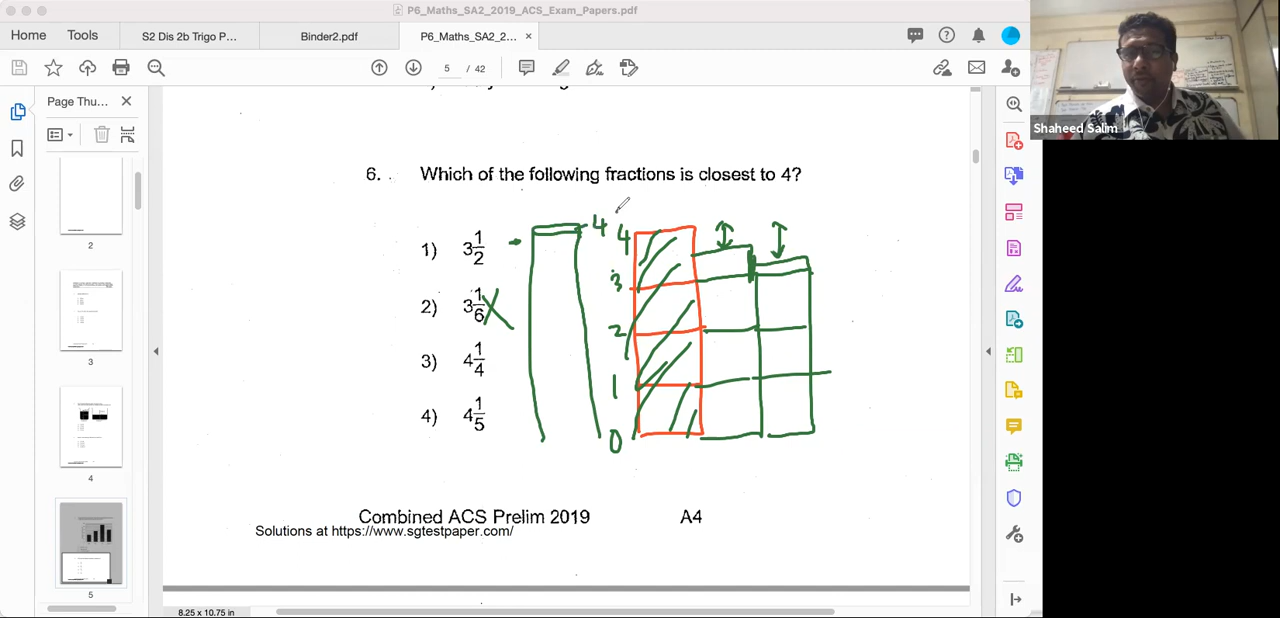 P6_Maths_SA2_2019_ACS_Exam_Papers.pdf
Home Tools S2 Dis 2b Trigo P... Binder2.pdf P6_Maths_SA2_2... ×
5 / 42
Page Thu...
Shaheed Salim
2
3
4
5
6. Which of the following fractions is closest to 4?
1) 3 1/2
2) 3 1/6 X
3) 4 1/4
4) 4 1/5
4
4
3
2
1
0
Combined ACS Prelim 2019 A4
Solutions at https://www.sgtestpaper.com/
8.25 x 10.75 in